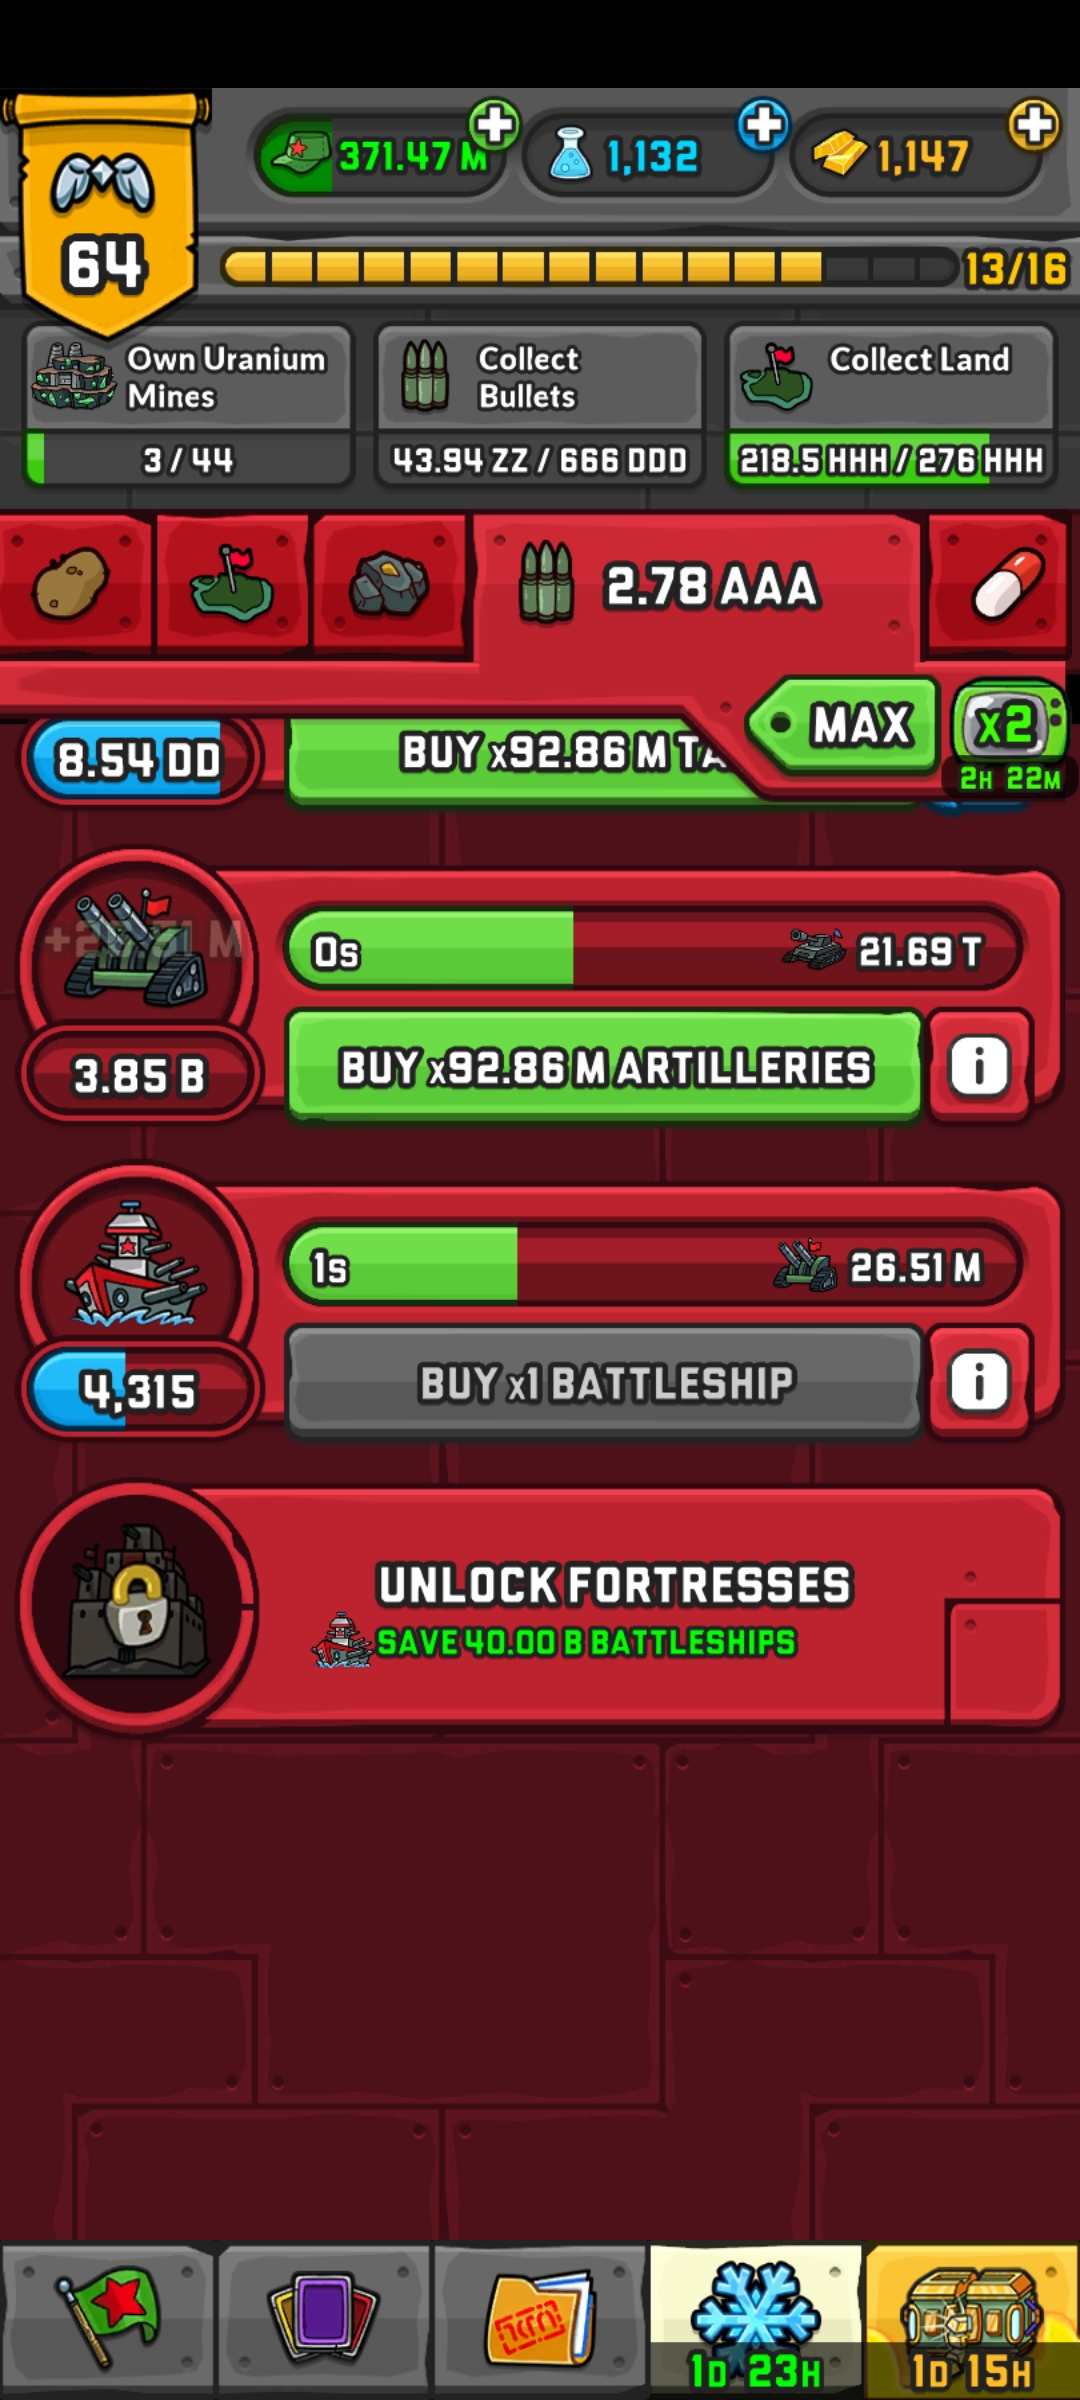 371.47 M
1,132
1,147
64
13/16
Own Uranium
Mines
3 / 44
Collect
Bullets
43.94 ZZ / 666 DDD
Collect Land
218.5 HHH / 276 HHH
2.78 AAA
MAX
x2
2H 22M
8.54 DD
BUY x92.86 M TA
0s
21.69 T
3.85 B
BUY x92.86 M ARTILLERIES
i
1s
26.51 M
4,315
BUY x1 BATTLESHIP
i
UNLOCK FORTRESSES
SAVE 40.00 B BATTLESHIPS
1D 23H
1D 15H